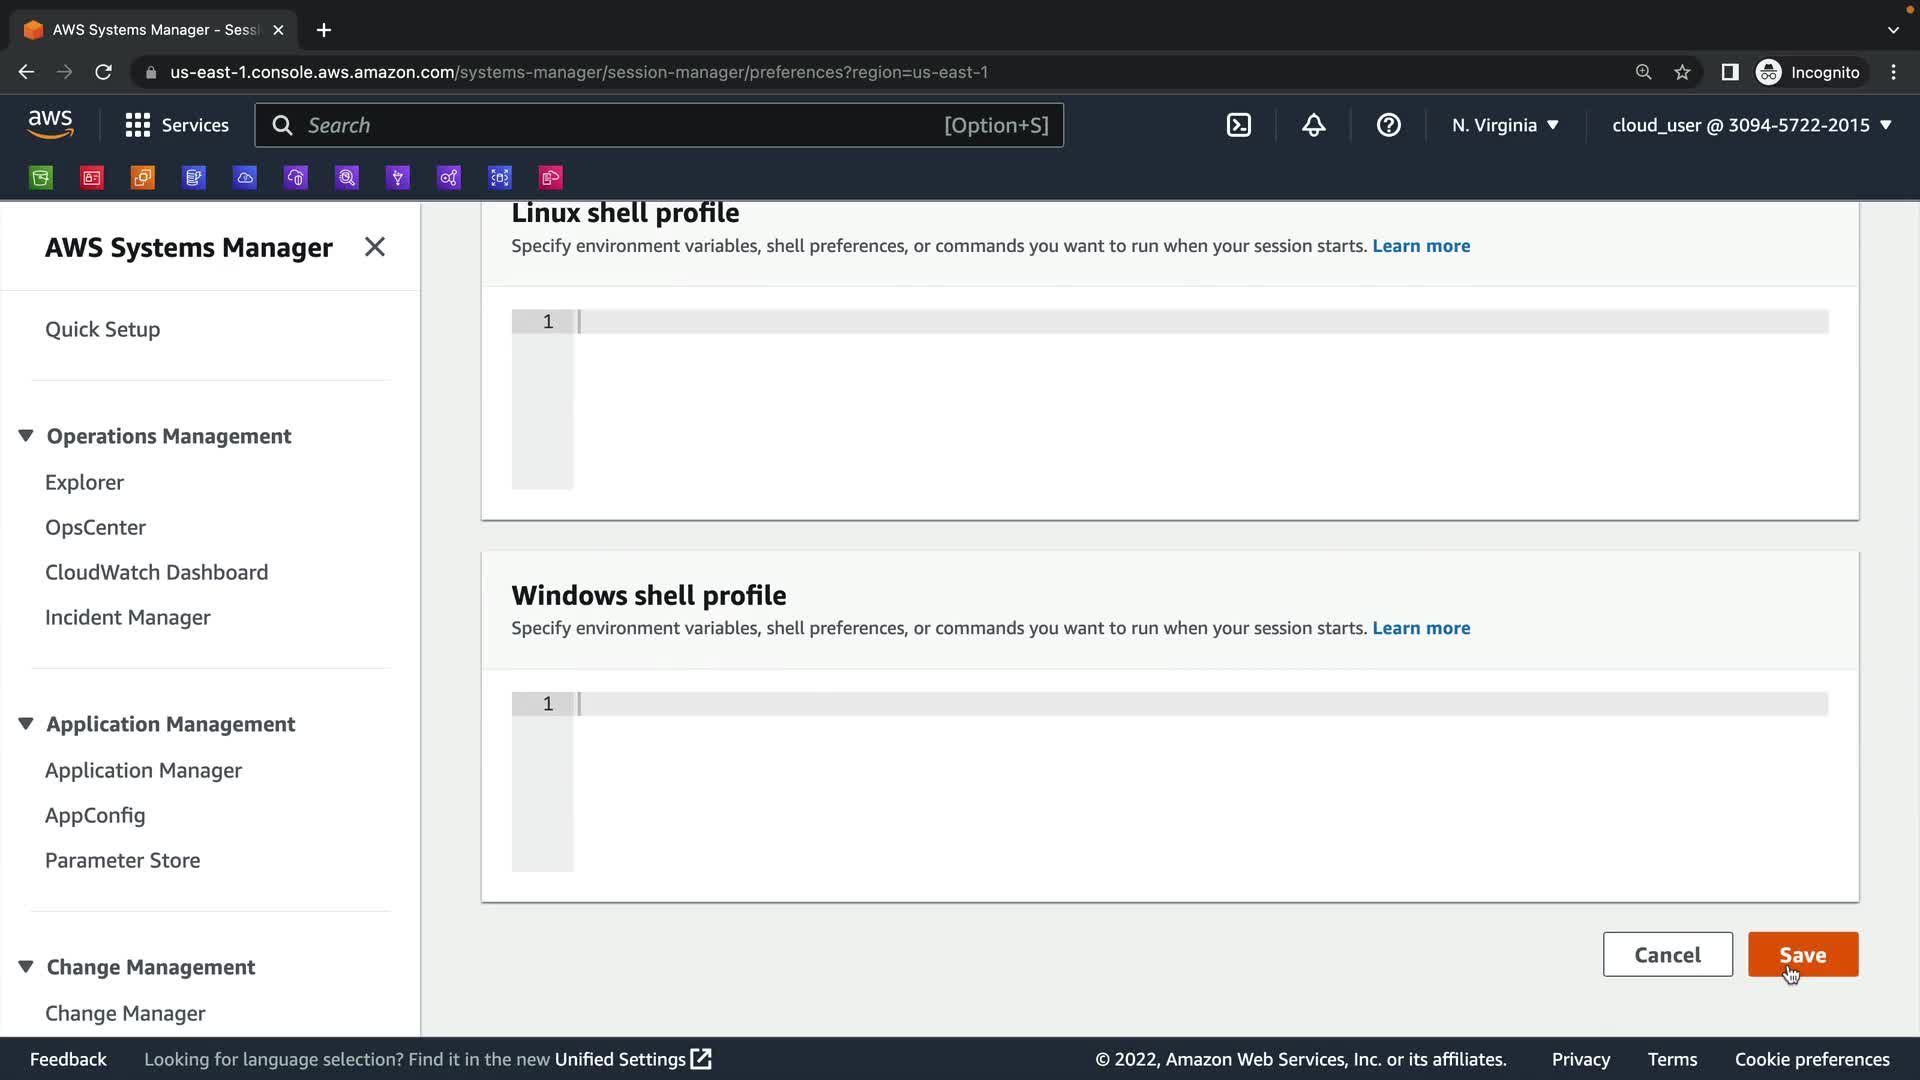 AWS Systems Manager - Sessi
us-east-1.console.aws.amazon.com/systems-manager/session-manager/preferences?region=us-east-1
Incognito
aws
Services
Search
[Option+S]
N. Virginia
cloud_user @ 3094-5722-2015
AWS Systems Manager
Quick Setup
Operations Management
Explorer
OpsCenter
CloudWatch Dashboard
Incident Manager
Application Management
Application Manager
AppConfig
Parameter Store
Change Management
Change Manager
Linux shell profile
Specify environment variables, shell preferences, or commands you want to run when your session starts. Learn more
1
Windows shell profile
Specify environment variables, shell preferences, or commands you want to run when your session starts. Learn more
1
Cancel
Save
Feedback
Looking for language selection? Find it in the new Unified Settings
© 2022, Amazon Web Services, Inc. or its affiliates.
Privacy
Terms
Cookie preferences